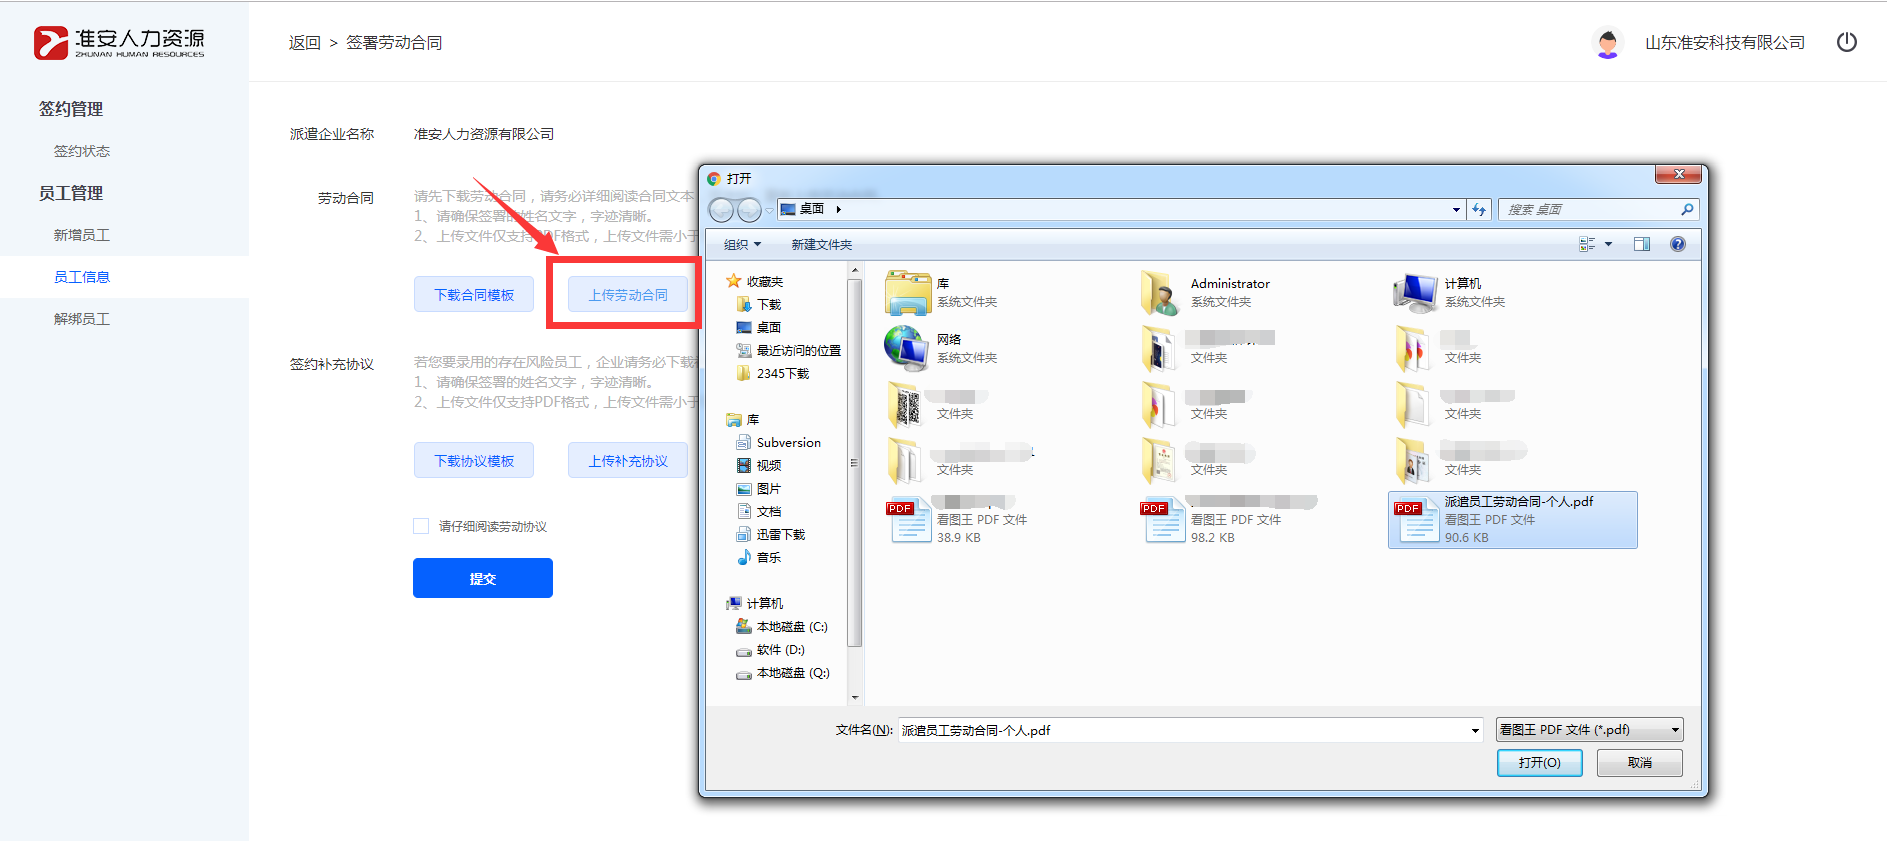 准安人力资源
ZHUNAN HUMAN RESOURCES
返回 > 签署劳动合同
山东准安科技有限公司
签约管理
签约状态
员工管理
新增员工
员工信息
解绑员工
派遣企业名称
准安人力资源有限公司
劳动合同
请先下载劳动合同，请务必详细阅读合同文本
1、请确保签署的姓名文字，字迹清晰。
2、上传文件仅支持PDF格式，上传文件需小于
下载合同模板
上传劳动合同
签约补充协议
若您要录用的存在风险员工，企业请务必下载
1、请确保签署的姓名文字，字迹清晰。
2、上传文件仅支持PDF格式，上传文件需小于
下载协议模板
上传补充协议
请仔细阅读劳动协议
提交
打开
桌面
搜索 桌面
组织
新建文件夹
收藏夹
下载
桌面
最近访问的位置
2345下载
库
Subversion
视频
图片
文档
迅雷下载
音乐
计算机
本地磁盘 (C:)
软件 (D:)
本地磁盘 (Q:)
库
系统文件夹
Administrator
系统文件夹
计算机
系统文件夹
网络
系统文件夹
文件夹
文件夹
文件夹
文件夹
文件夹
文件夹
文件夹
文件夹
PDF
看图王 PDF 文件
38.9 KB
PDF
看图王 PDF 文件
98.2 KB
PDF
派遣员工劳动合同-个人.pdf
看图王 PDF 文件
90.6 KB
文件名(N):
派遣员工劳动合同-个人.pdf
看图王 PDF 文件 (*.pdf)
打开(O)
取消